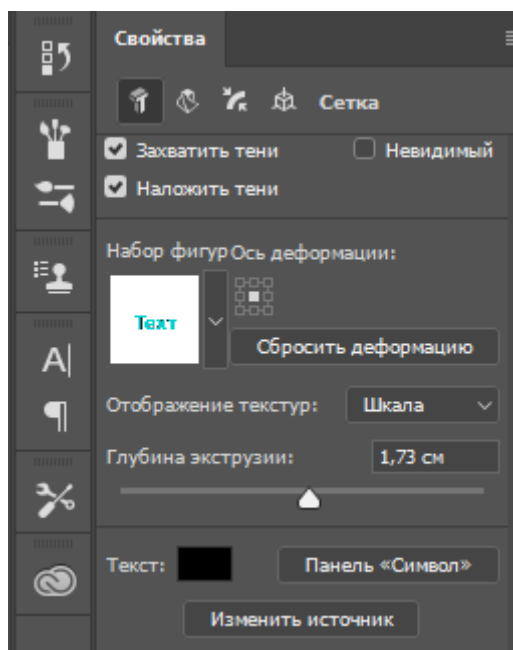 Свойства
Сетка
Захватить тени Невидимый
Наложить тени
Набор фигур Ось деформации:
Text
Сбросить деформацию
Отображение текстур: Шкала
Глубина экструзии: 1,73 см
Текст: Панель «Символ»
Изменить источник